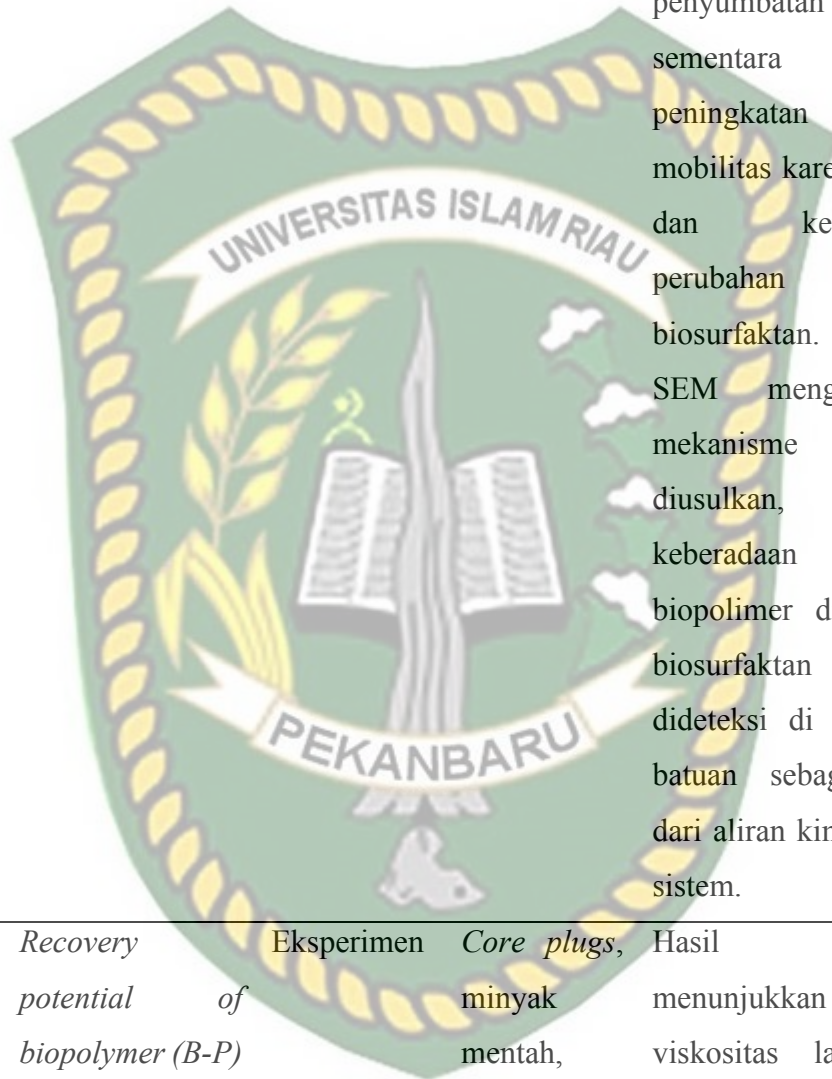 penyumbatan
sementara
peningkatan
mobilitas kare
dan ke
perubahan
biosurfaktan.
SEM meng
mekanisme
diusulkan,
keberadaan
biopolimer d
biosurfaktan
dideteksi di
batuan sebag
dari aliran kin
sistem.
UNIVERSITAS ISLAM RIAU
PEKANBARU
Recovery Eksperimen Core plugs, Hasil
potential of minyak menunjukkan
biopolymer (B-P) mentah, viskositas la